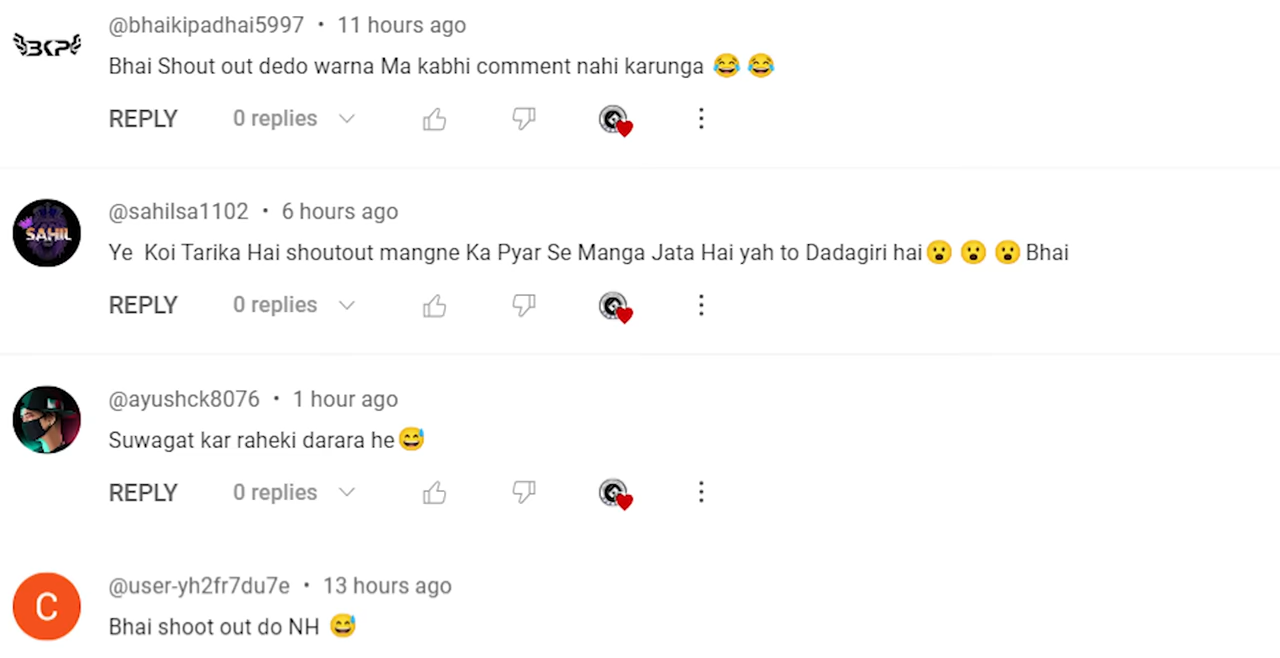 BKP
@bhaikipadhai5997 • 11 hours ago
Bhai Shout out dedo warna Ma kabhi comment nahi karunga 😂 😂
REPLY 0 replies
SAHIL
@sahilsa1102 • 6 hours ago
Ye Koi Tarika Hai shoutout mangne Ka Pyar Se Manga Jata Hai yah to Dadagiri hai😮 😮 😮 Bhai
REPLY 0 replies
@ayushck8076 • 1 hour ago
Suwagat kar raheki darara he😅
REPLY 0 replies
C
@user-yh2fr7du7e • 13 hours ago
Bhai shoot out do NH 😅